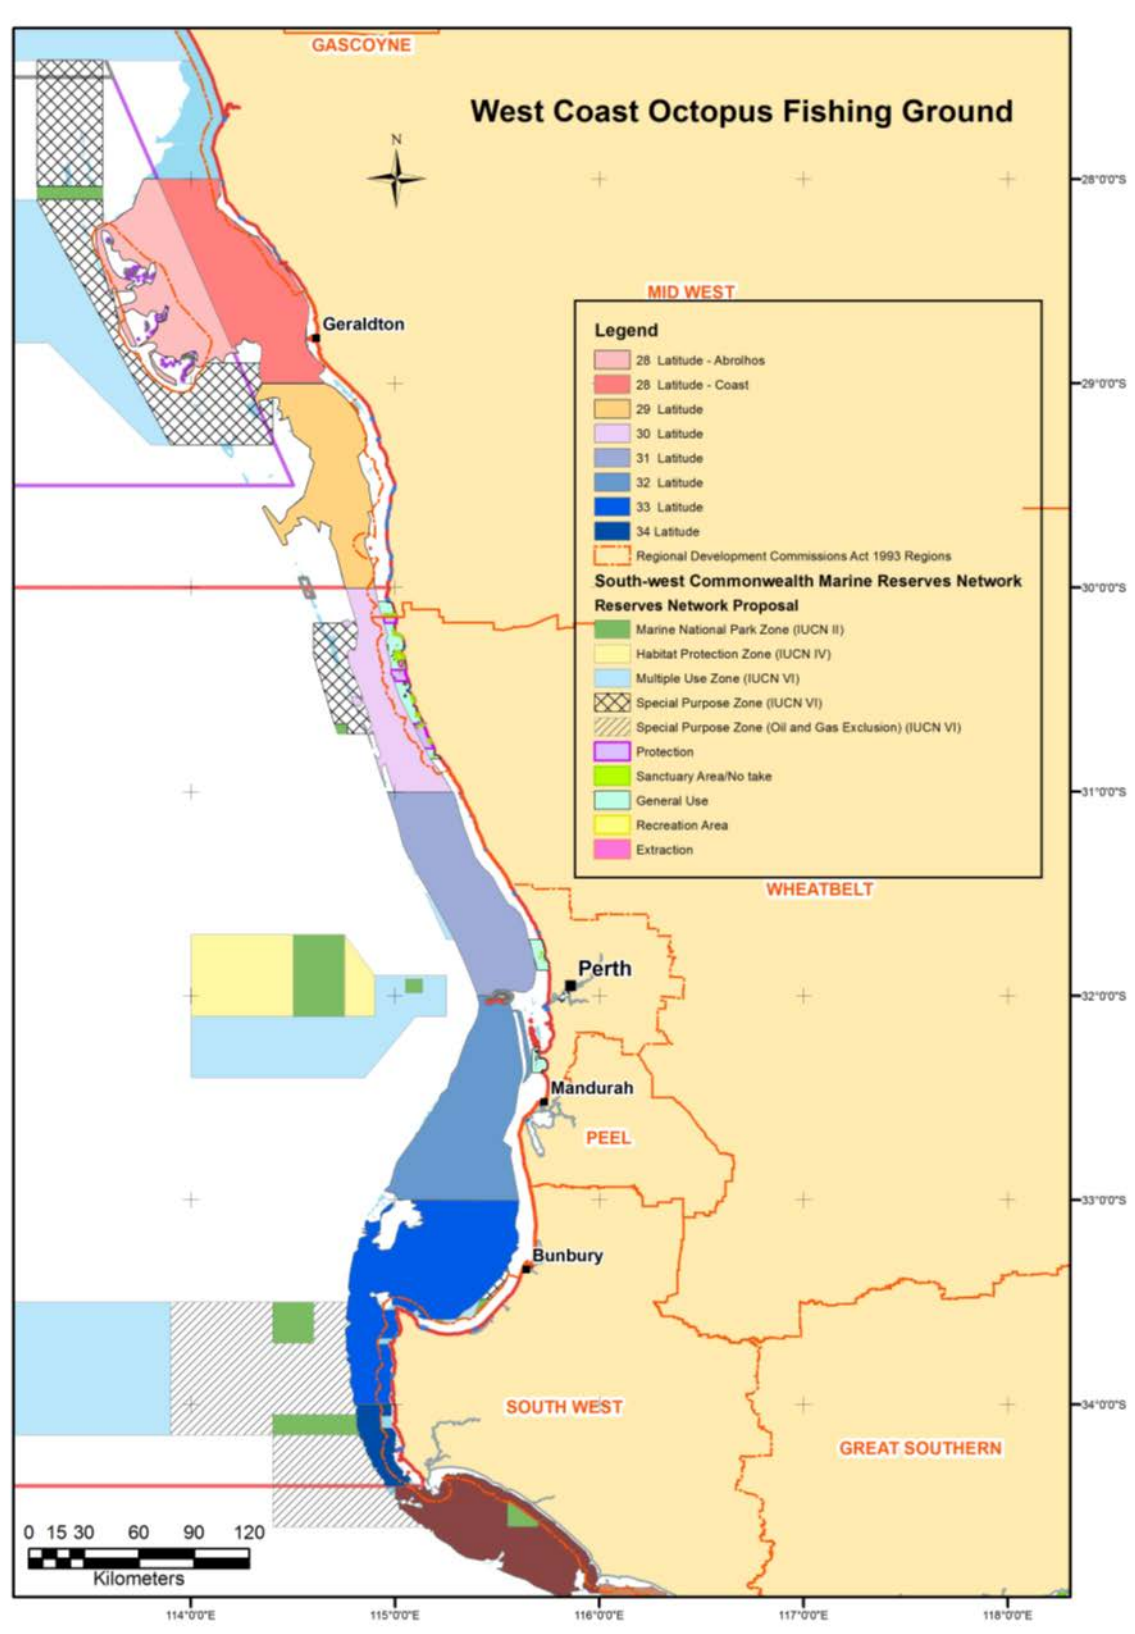 GASCOYNE
West Coast Octopus Fishing Ground
N
28°0'0"S
MID WEST
Geraldton
Legend
28 Latitude - Abrolhos
28 Latitude - Coast
29 Latitude
30 Latitude
31 Latitude
32 Latitude
33 Latitude
34 Latitude
Regional Development Commissions Act 1993 Regions
South-west Commonwealth Marine Reserves Network
Reserves Network Proposal
Marine National Park Zone (IUCN II)
Habitat Protection Zone (IUCN IV)
Multiple Use Zone (IUCN VI)
Special Purpose Zone (IUCN VI)
Special Purpose Zone (Oil and Gas Exclusion) (IUCN VI)
Protection
Sanctuary Area/No take
General Use
Recreation Area
Extraction
29°0'0"S
30°0'0"S
31°0'0"S
WHEATBELT
Perth
32°0'0"S
Mandurah
PEEL
33°0'0"S
Bunbury
SOUTH WEST
34°0'0"S
GREAT SOUTHERN
0 15 30 60 90 120
Kilometers
114°0'0"E 115°0'0"E 116°0'0"E 117°0'0"E 118°0'0"E